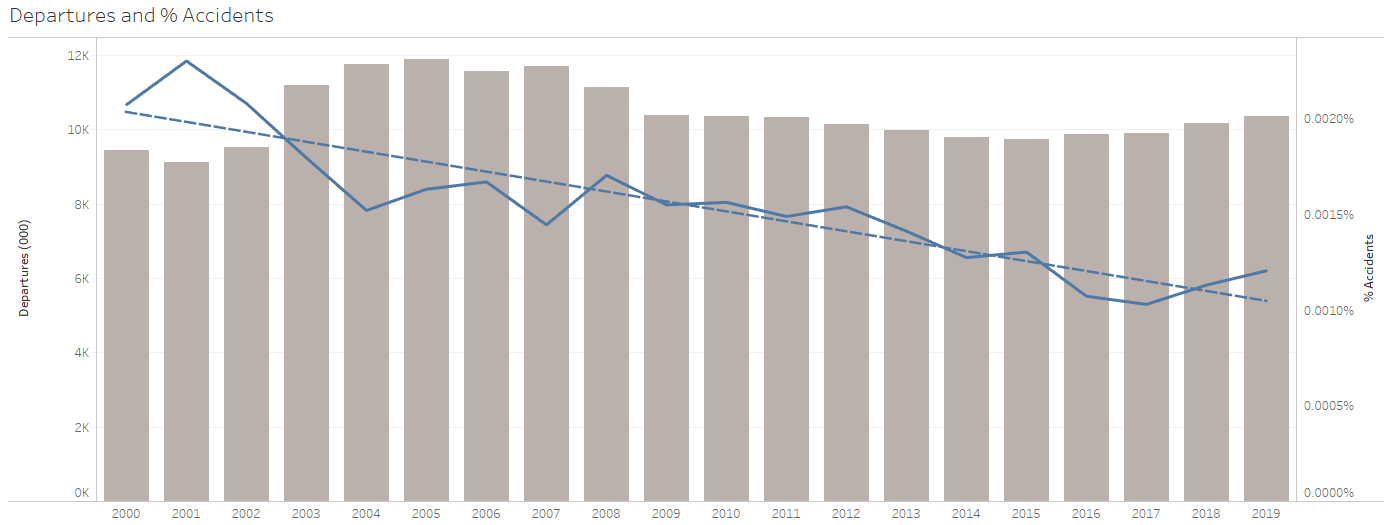 Departures and % Accidents
12K
10K
8K
6K
4K
2K
0K
Departures (000)
0.0020%
0.0015%
0.0010%
0.0005%
0.0000%
% Accidents
2000 2001 2002 2003 2004 2005 2006 2007 2008 2009 2010 2011 2012 2013 2014 2015 2016 2017 2018 2019